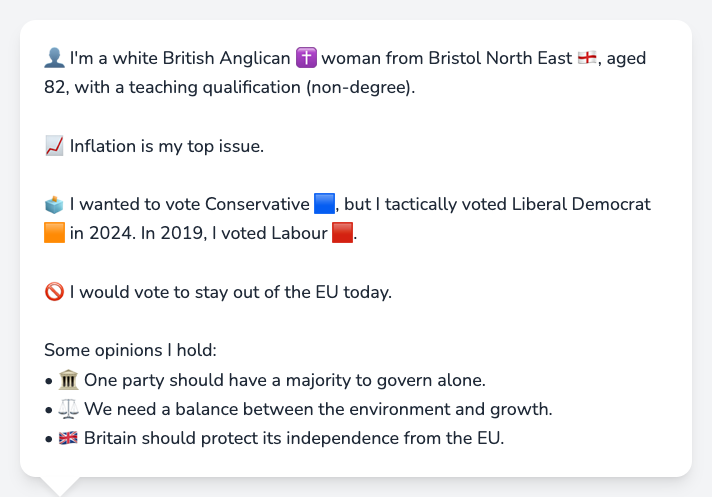 👤 I'm a white British Anglican ✝️ woman from Bristol North East 🏴󠁧󠁢󠁥󠁮󠁧󠁿, aged
82, with a teaching qualification (non-degree).
📈 Inflation is my top issue.
🗳️ I wanted to vote Conservative 🟦, but I tactically voted Liberal Democrat
🟧 in 2024. In 2019, I voted Labour 🟥.
🚫 I would vote to stay out of the EU today.
Some opinions I hold:
• 🏛️ One party should have a majority to govern alone.
• ⚖️ We need a balance between the environment and growth.
• 🇬🇧 Britain should protect its independence from the EU.